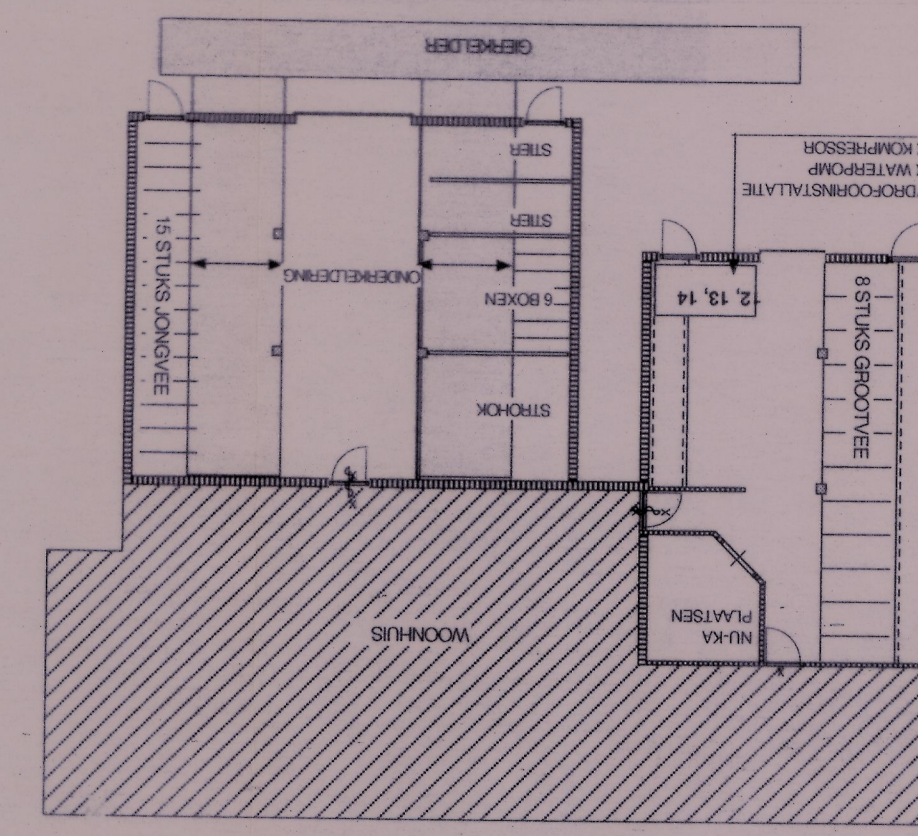 WOONHUIS
NU-KA
PLAATSEN
8 STUKS GROOTVEE
12, 13, 14
DROFOORINSTALLATIE
WATERPOMP
KOMPRESSOR
STROHOK
6 BOXEN
ONDERKELDERING
15 STUKS JONGVEE
STIER
STIER
GIERKELDER